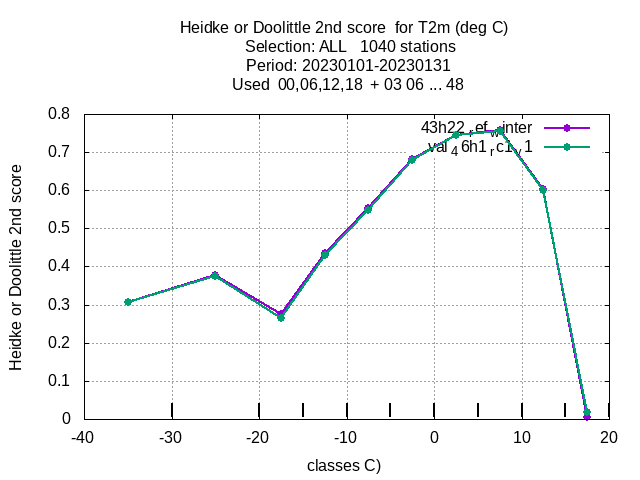 Heidke or Doolittle 2nd score  for T2m (deg C)
Selection: ALL   1040 stations
Period: 20230101-20230131
Used  00,06,12,18  + 03 06 ... 48
43h22_ref_winter
val_46h1_rc1_v1
Heidke or Doolittle 2nd score
0.8
0.7
0.6
0.5
0.4
0.3
0.2
0.1
0
-40 -30 -20 -10 0 10 20
classes C)